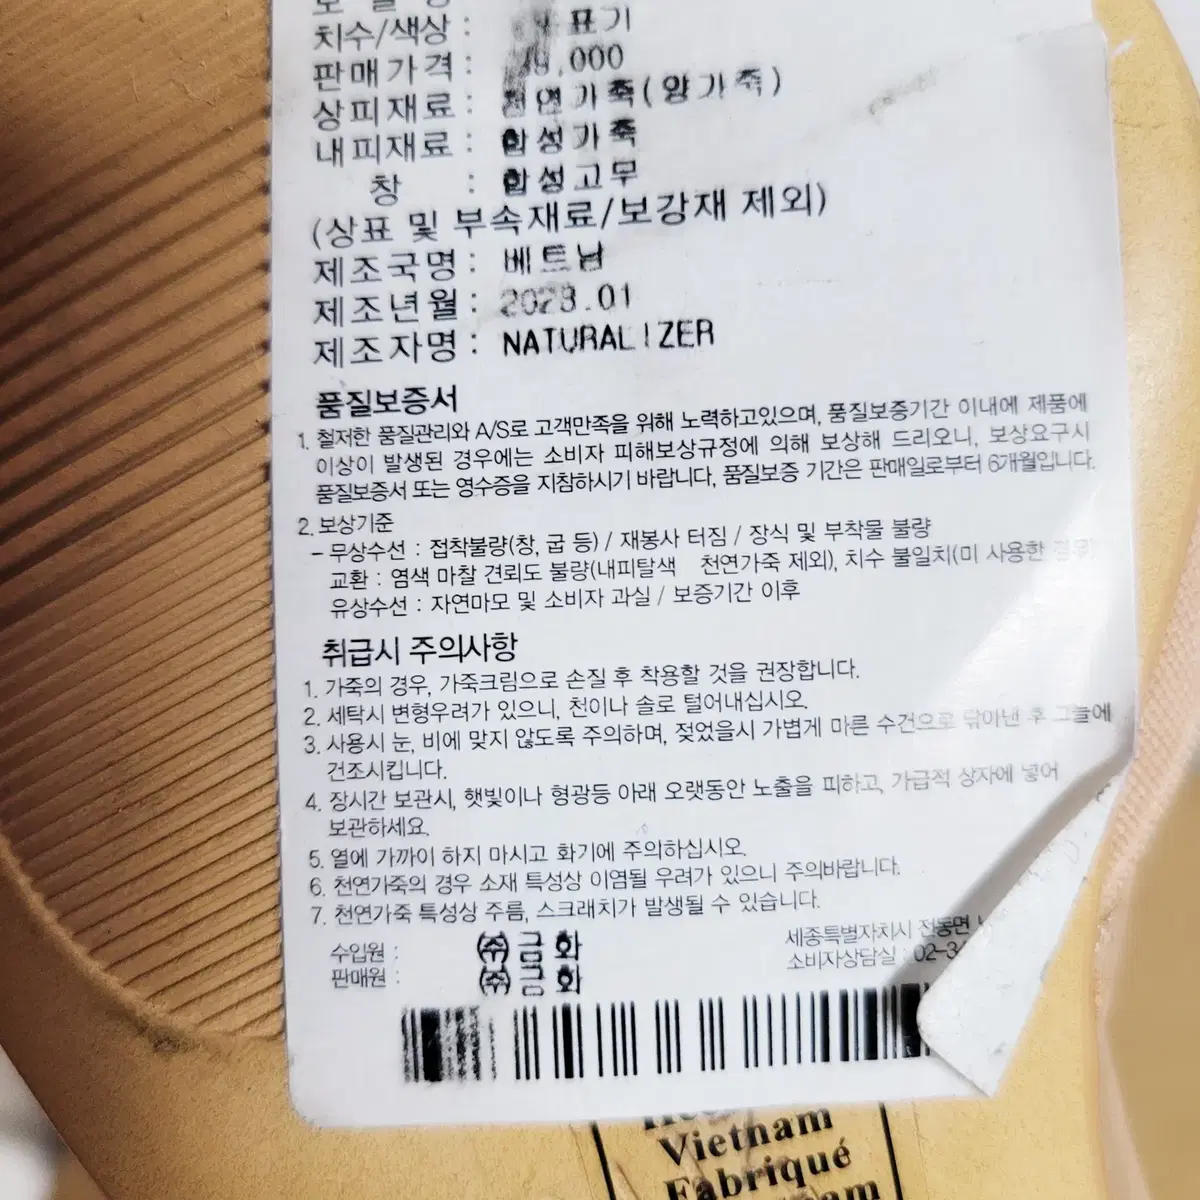 치수/색상 : 표기
판매가격 : ,000
상피재료 : 천연가죽(양가죽)
내피재료 : 합성가죽
창 : 합성고무
(상표 및 부속재료/보강재 제외)
제조국명 : 베트남
제조년월 : 2023.01
제조자명 : NATURALIZER
품질보증서
1. 철저한 품질관리와 A/S로 고객만족을 위해 노력하고있으며, 품질보증기간 이내에 제품에
이상이 발생된 경우에는 소비자 피해보상규정에 의해 보상해 드리오니, 보상요구시
품질보증서 또는 영수증을 지참하시기 바랍니다, 품질보증 기간은 판매일로부터 6개월입니다.
2. 보상기준
- 무상수선 : 접착불량(창, 굽 등) / 재봉사 터짐 / 장식 및 부착물 불량
교환 : 염색 마찰 견뢰도 불량(내피탈색 천연가죽 제외), 치수 불일치(미 사용한 경우)
유상수선 : 자연마모 및 소비자 과실 / 보증기간 이후
취급시 주의사항
1. 가죽의 경우, 가죽크림으로 손질 후 착용할 것을 권장합니다.
2. 세탁시 변형우려가 있으니, 천이나 솔로 털어내십시오.
3. 사용시 눈, 비에 맞지 않도록 주의하며, 젖었을시 가볍게 마른 수건으로 닦아낸 후 그늘에
건조시킵니다.
4. 장시간 보관시, 햇빛이나 형광등 아래 오랫동안 노출을 피하고, 가급적 상자에 넣어
보관하세요.
5. 열에 가까이 하지 마시고 화기에 주의하십시오.
6. 천연가죽의 경우 소재 특성상 이염될 우려가 있으니 주의바랍니다.
7. 천연가죽 특성상 주름, 스크래치가 발생될 수 있습니다.
수입원 : ㈜금화
판매원 : ㈜금화
세종특별자치시 전동면
소비자상담실 : 02-3
Vietnam
Fabriqué